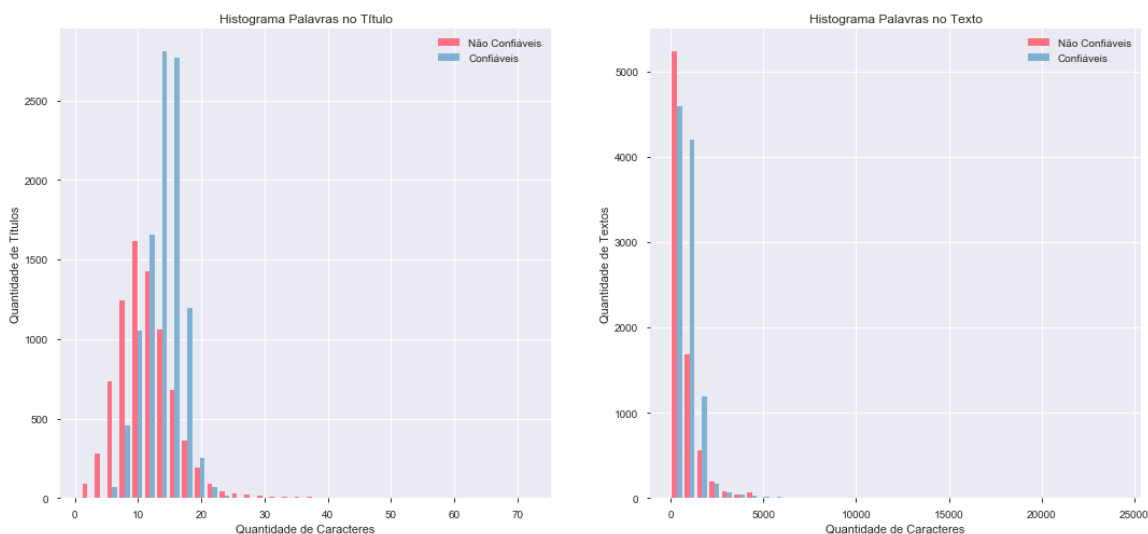 Histograma Palavras no Título
Não Confiáveis
Confiáveis
Quantidade de Títulos
2500
2000
1500
1000
500
0
0 10 20 30 40 50 60 70
Quantidade de Caracteres
Histograma Palavras no Texto
Não Confiáveis
Confiáveis
Quantidade de Textos
5000
4000
3000
2000
1000
0
0 5000 10000 15000 20000 25000
Quantidade de Caracteres